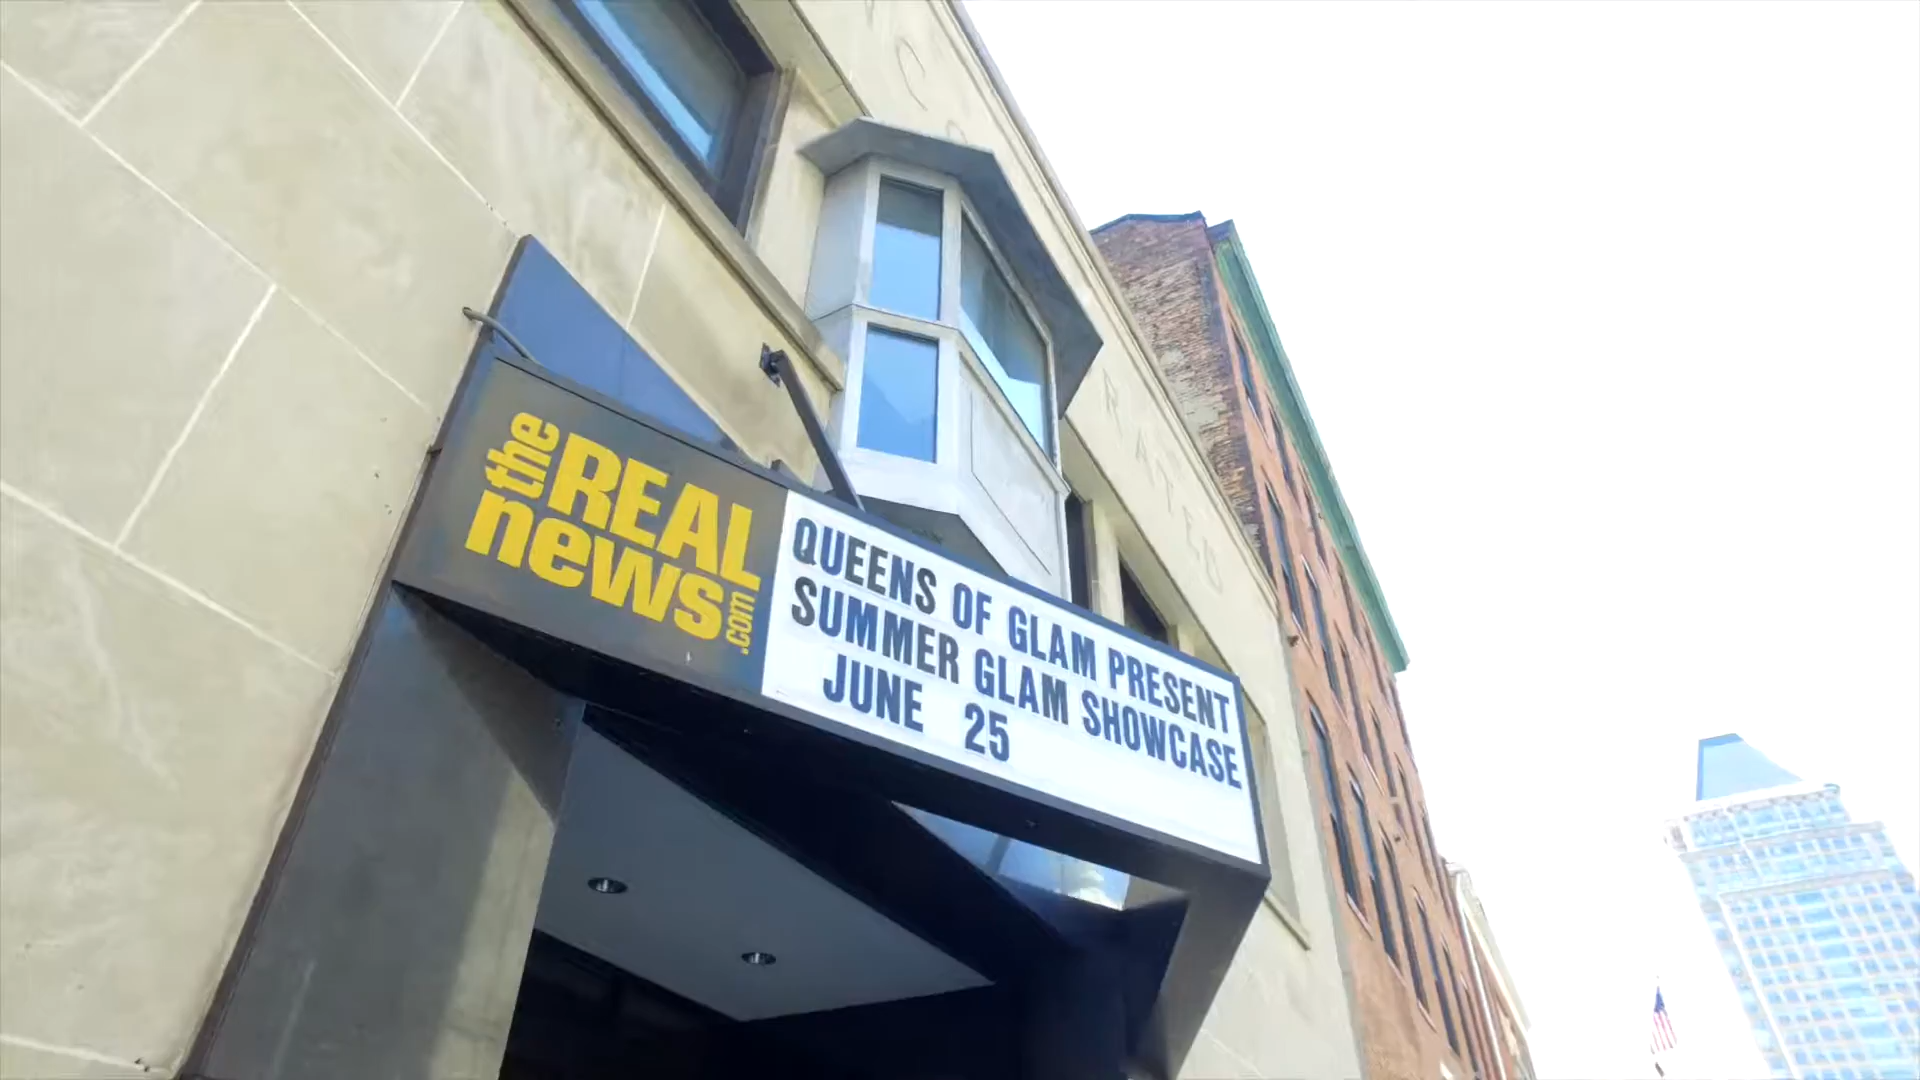 the REAL
news.com
QUEENS OF GLAM PRESENT
SUMMER GLAM SHOWCASE
JUNE 25